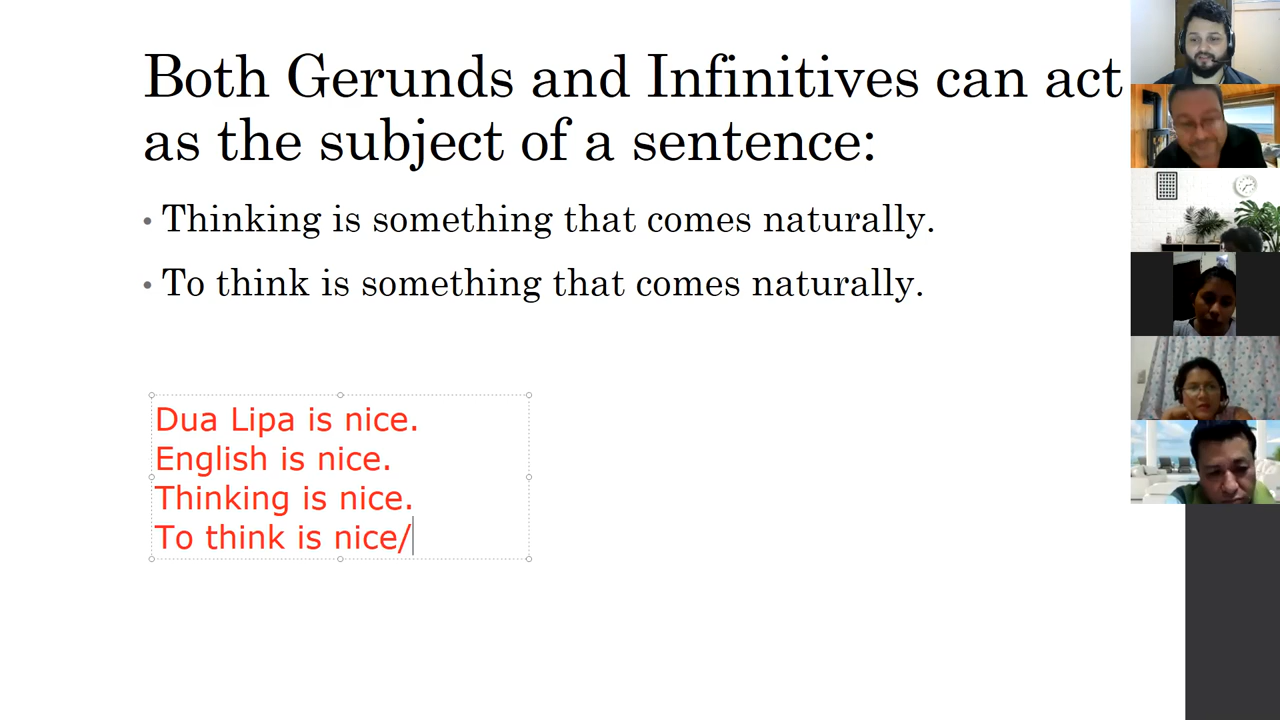 Both Gerunds and Infinitives can act
as the subject of a sentence:
• Thinking is something that comes naturally.
• To think is something that comes naturally.
Dua Lipa is nice.
English is nice.
Thinking is nice.
To think is nice/